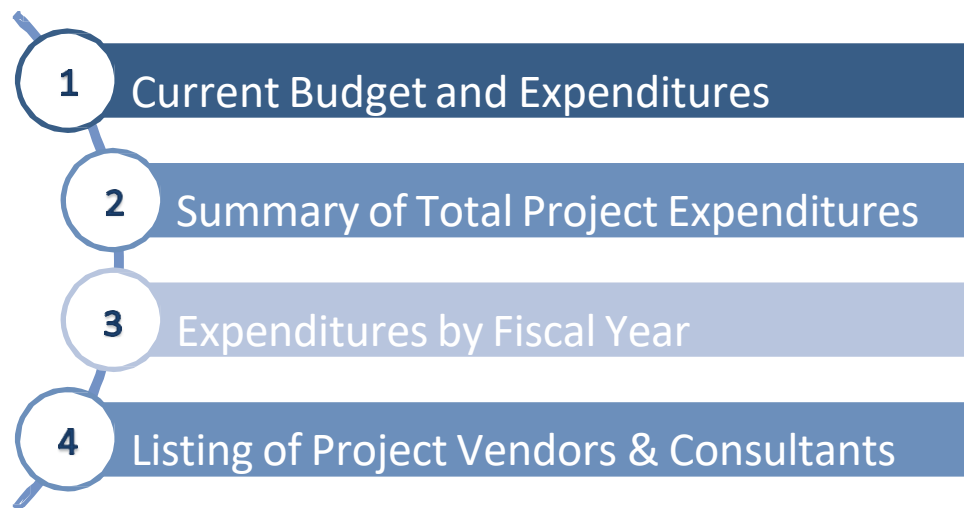 1 Current Budget and Expenditures
2 Summary of Total Project Expenditures
3 Expenditures by Fiscal Year
4 Listing of Project Vendors & Consultants